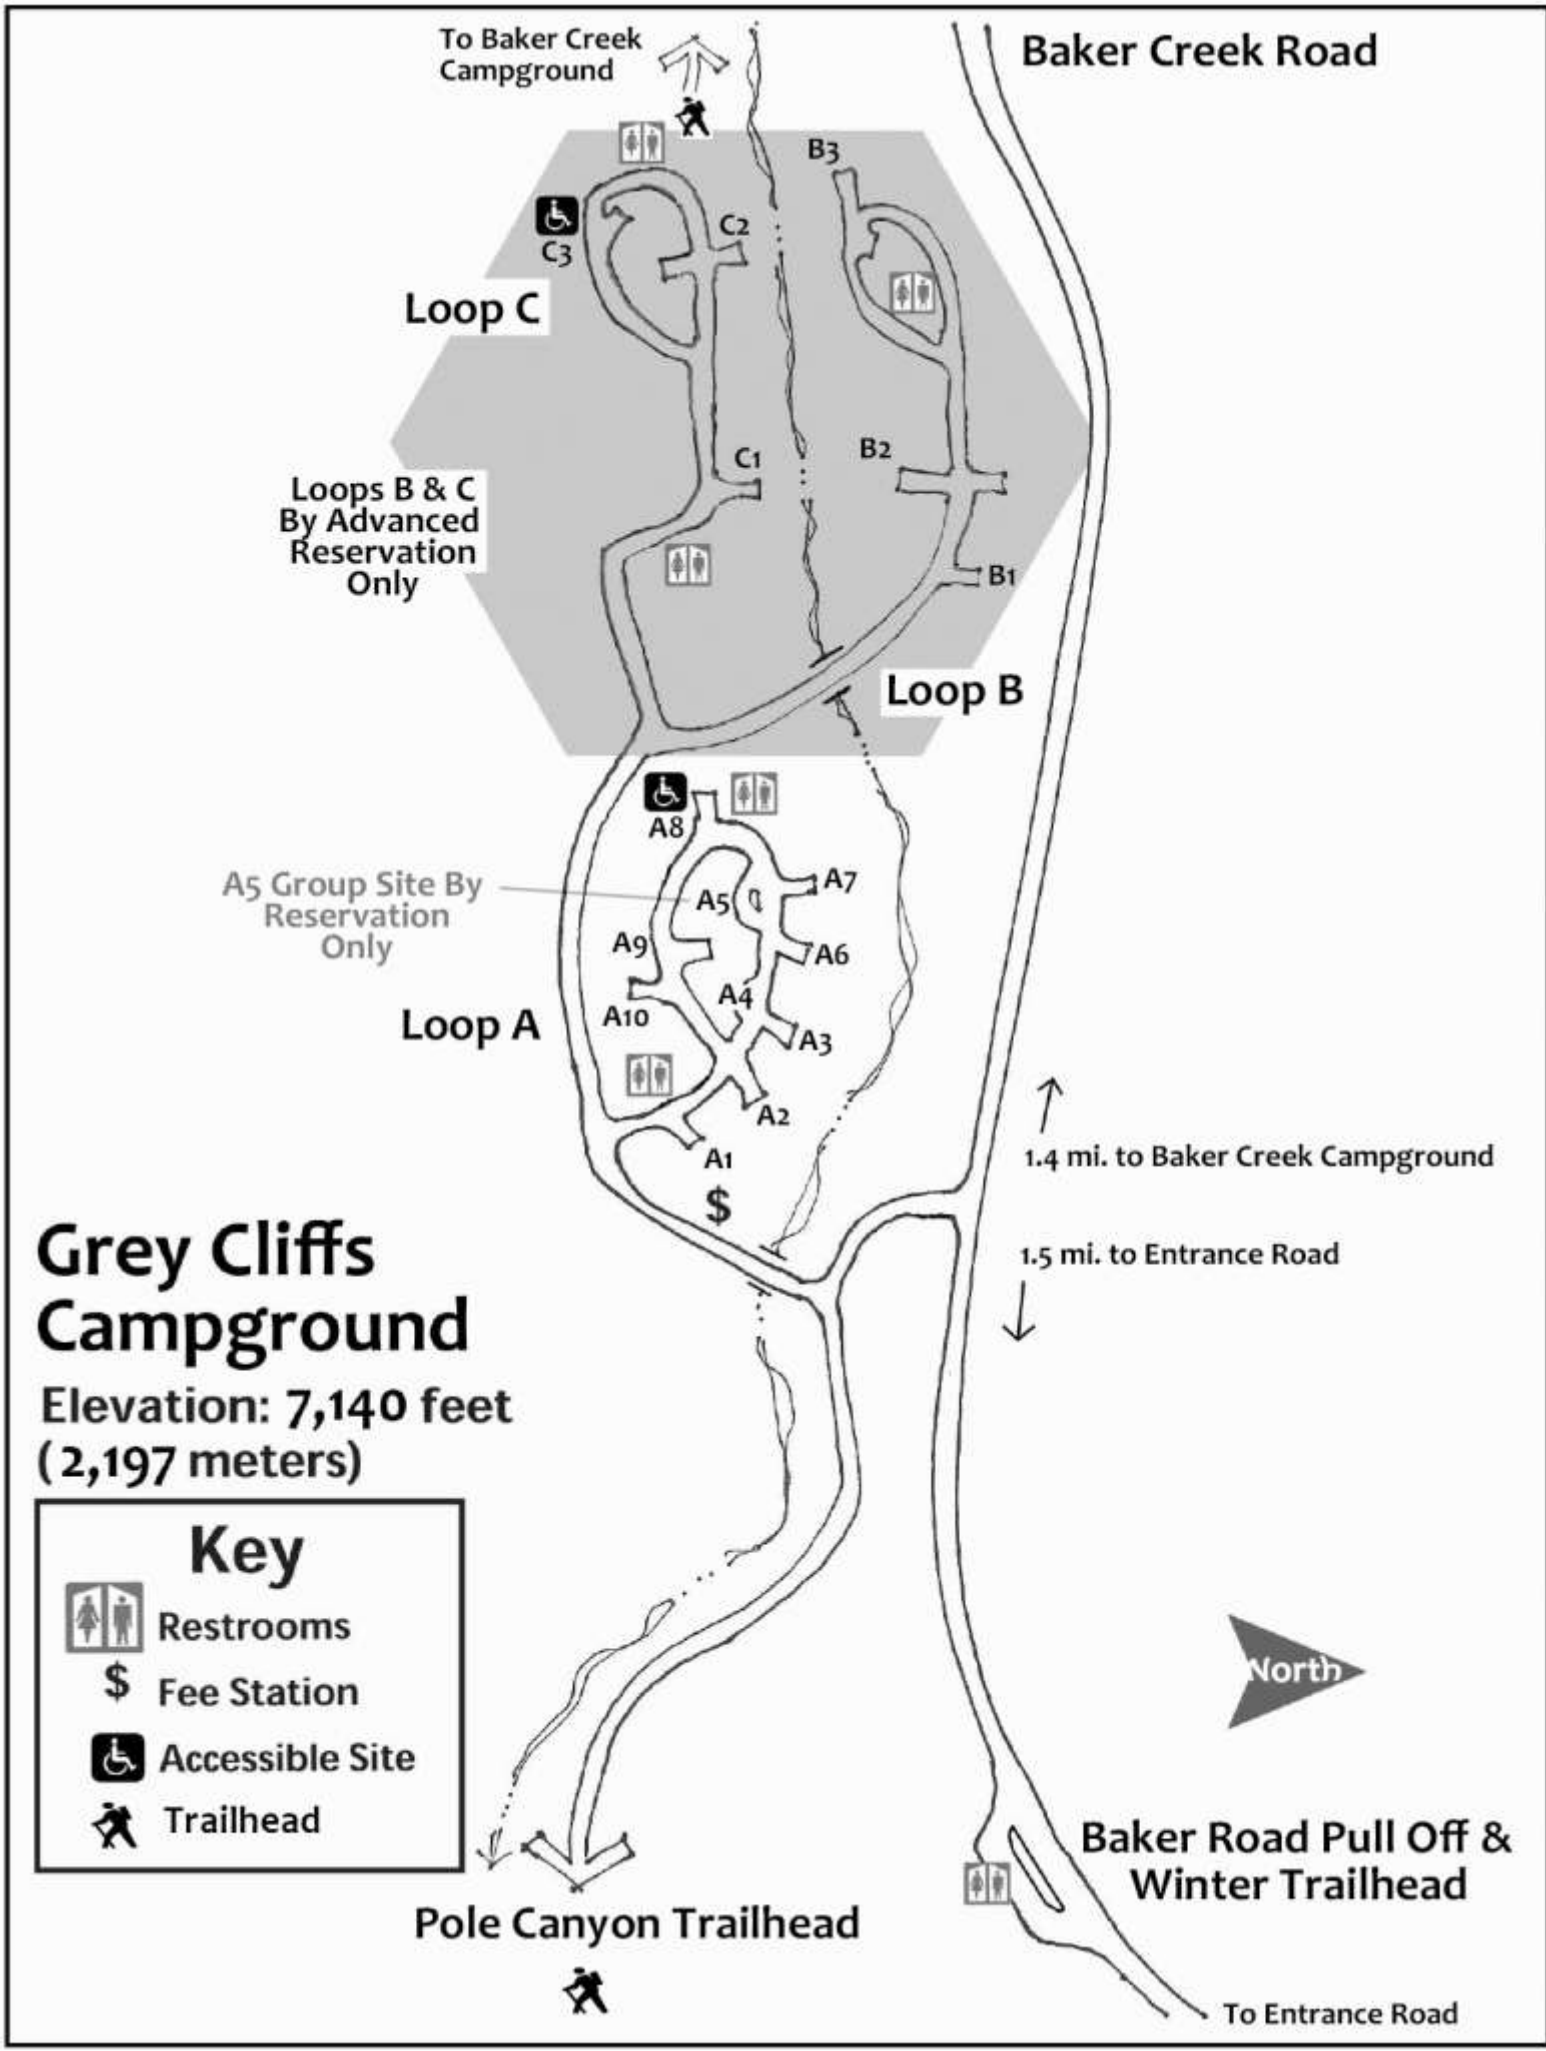 To Baker Creek
Campground
Baker Creek Road
B3
C2
C3
Loop C
C1
B2
Loops B & C
By Advanced
Reservation
Only
B1
Loop B
A8
A7
A5 Group Site By
Reservation
Only
A5
A9
A6
A4
A10
Loop A
A3
A2
A1
$
1.4 mi. to Baker Creek Campground
1.5 mi. to Entrance Road
Grey Cliffs
Campground
Elevation: 7,140 feet
(2,197 meters)
Key
Restrooms
$ Fee Station
Accessible Site
Trailhead
North
Baker Road Pull Off &
Winter Trailhead
Pole Canyon Trailhead
To Entrance Road